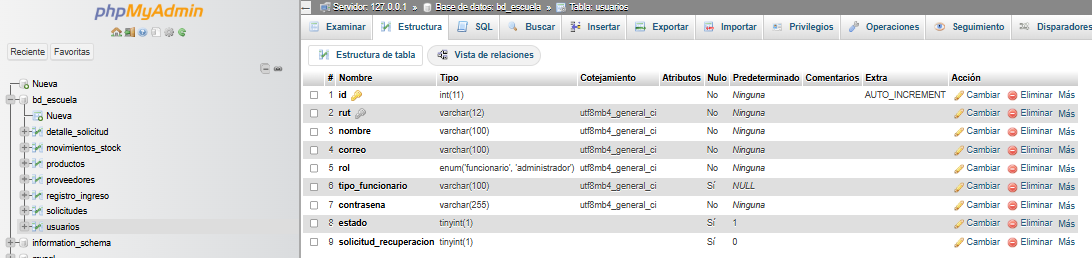 phpMyAdmin
Reciente Favoritas
Nueva
bd_escuela
Nueva
detalle_solicitud
movimientos_stock
productos
proveedores
registro_ingreso
solicitudes
usuarios
information_schema
Servidor: 127.0.0.1 » Base de datos: bd_escuela » Tabla: usuarios
Examinar Estructura SQL Buscar Insertar Exportar Importar Privilegios Operaciones Seguimiento Disparadores
Estructura de tabla Vista de relaciones
# Nombre Tipo Cotejamiento Atributos Nulo Predeterminado Comentarios Extra Acción
1 id int(11) No Ninguna AUTO_INCREMENT Cambiar Eliminar Más
2 rut varchar(12) utf8mb4_general_ci No Ninguna Cambiar Eliminar Más
3 nombre varchar(100) utf8mb4_general_ci No Ninguna Cambiar Eliminar Más
4 correo varchar(100) utf8mb4_general_ci No Ninguna Cambiar Eliminar Más
5 rol enum('funcionario', 'administrador') utf8mb4_general_ci No Ninguna Cambiar Eliminar Más
6 tipo_funcionario varchar(100) utf8mb4_general_ci Sí NULL Cambiar Eliminar Más
7 contrasena varchar(255) utf8mb4_general_ci No Ninguna Cambiar Eliminar Más
8 estado tinyint(1) Sí 1 Cambiar Eliminar Más
9 solicitud_recuperacion tinyint(1) Sí 0 Cambiar Eliminar Más